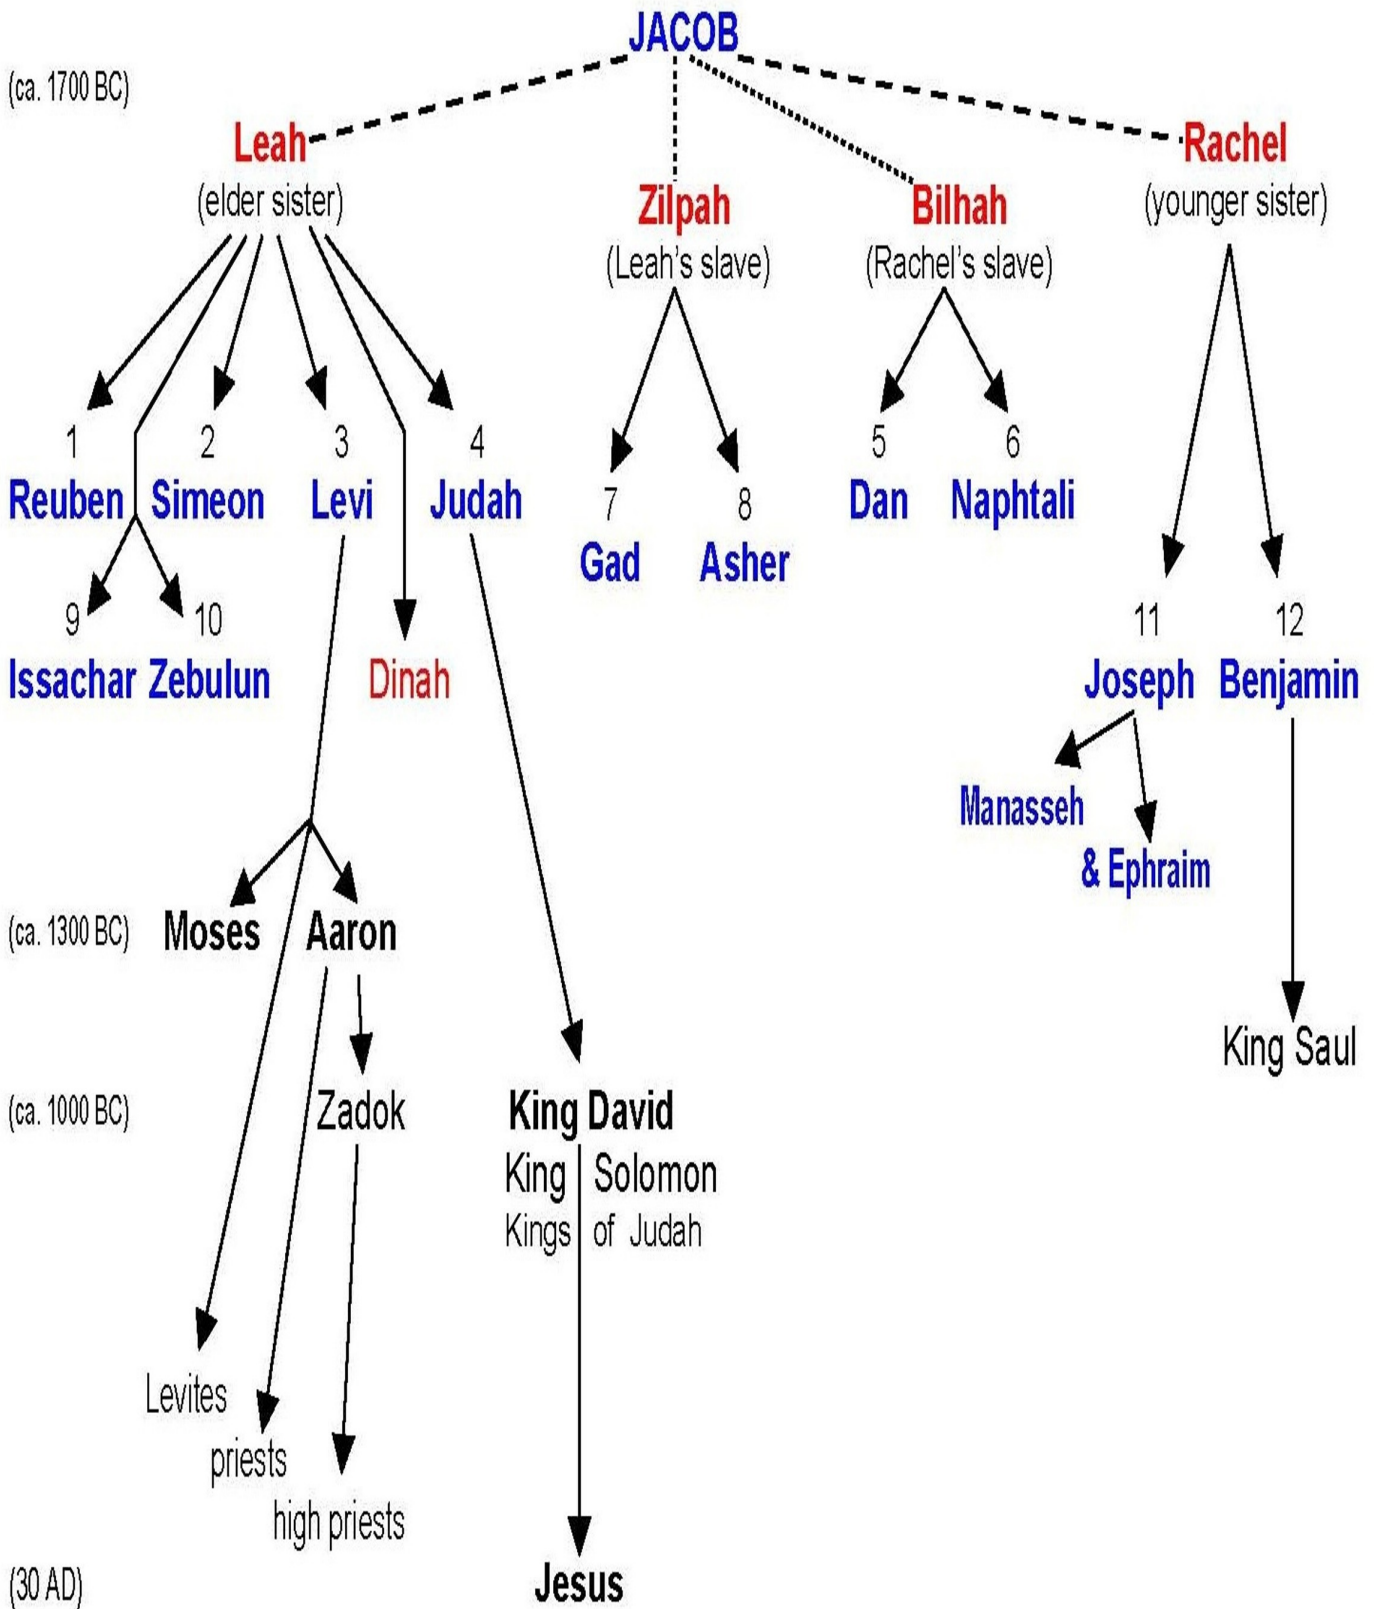 JACOB
(ca. 1700 BC)
Leah
(elder sister)
Zilpah
(Leah's slave)
Bilhah
(Rachel's slave)
Rachel
(younger sister)
1
Reuben
2
Simeon
3
Levi
4
Judah
7
Gad
8
Asher
5
Dan
6
Naphtali
9
Issachar
10
Zebulun
Dinah
11
Joseph
12
Benjamin
Manasseh
& Ephraim
(ca. 1300 BC)
Moses
Aaron
King Saul
(ca. 1000 BC)
Zadok
King David
King Solomon
Kings of Judah
Levites
priests
high priests
(30 AD)
Jesus